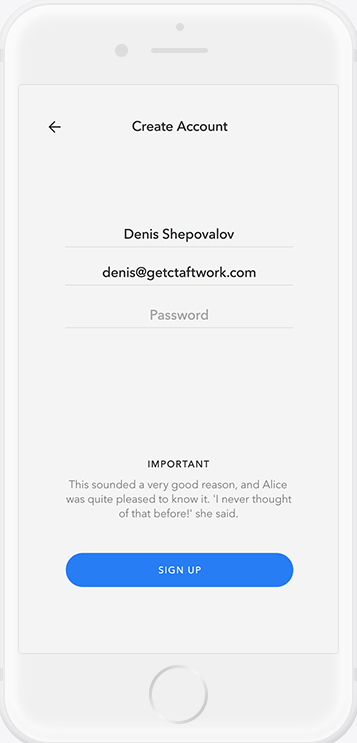 Create Account
Denis Shepovalov
denis@getctaftwork.com
Password
IMPORTANT
This sounded a very good reason, and Alice
was quite pleased to know it. 'I never thought
of that before!' she said.
SIGN UP